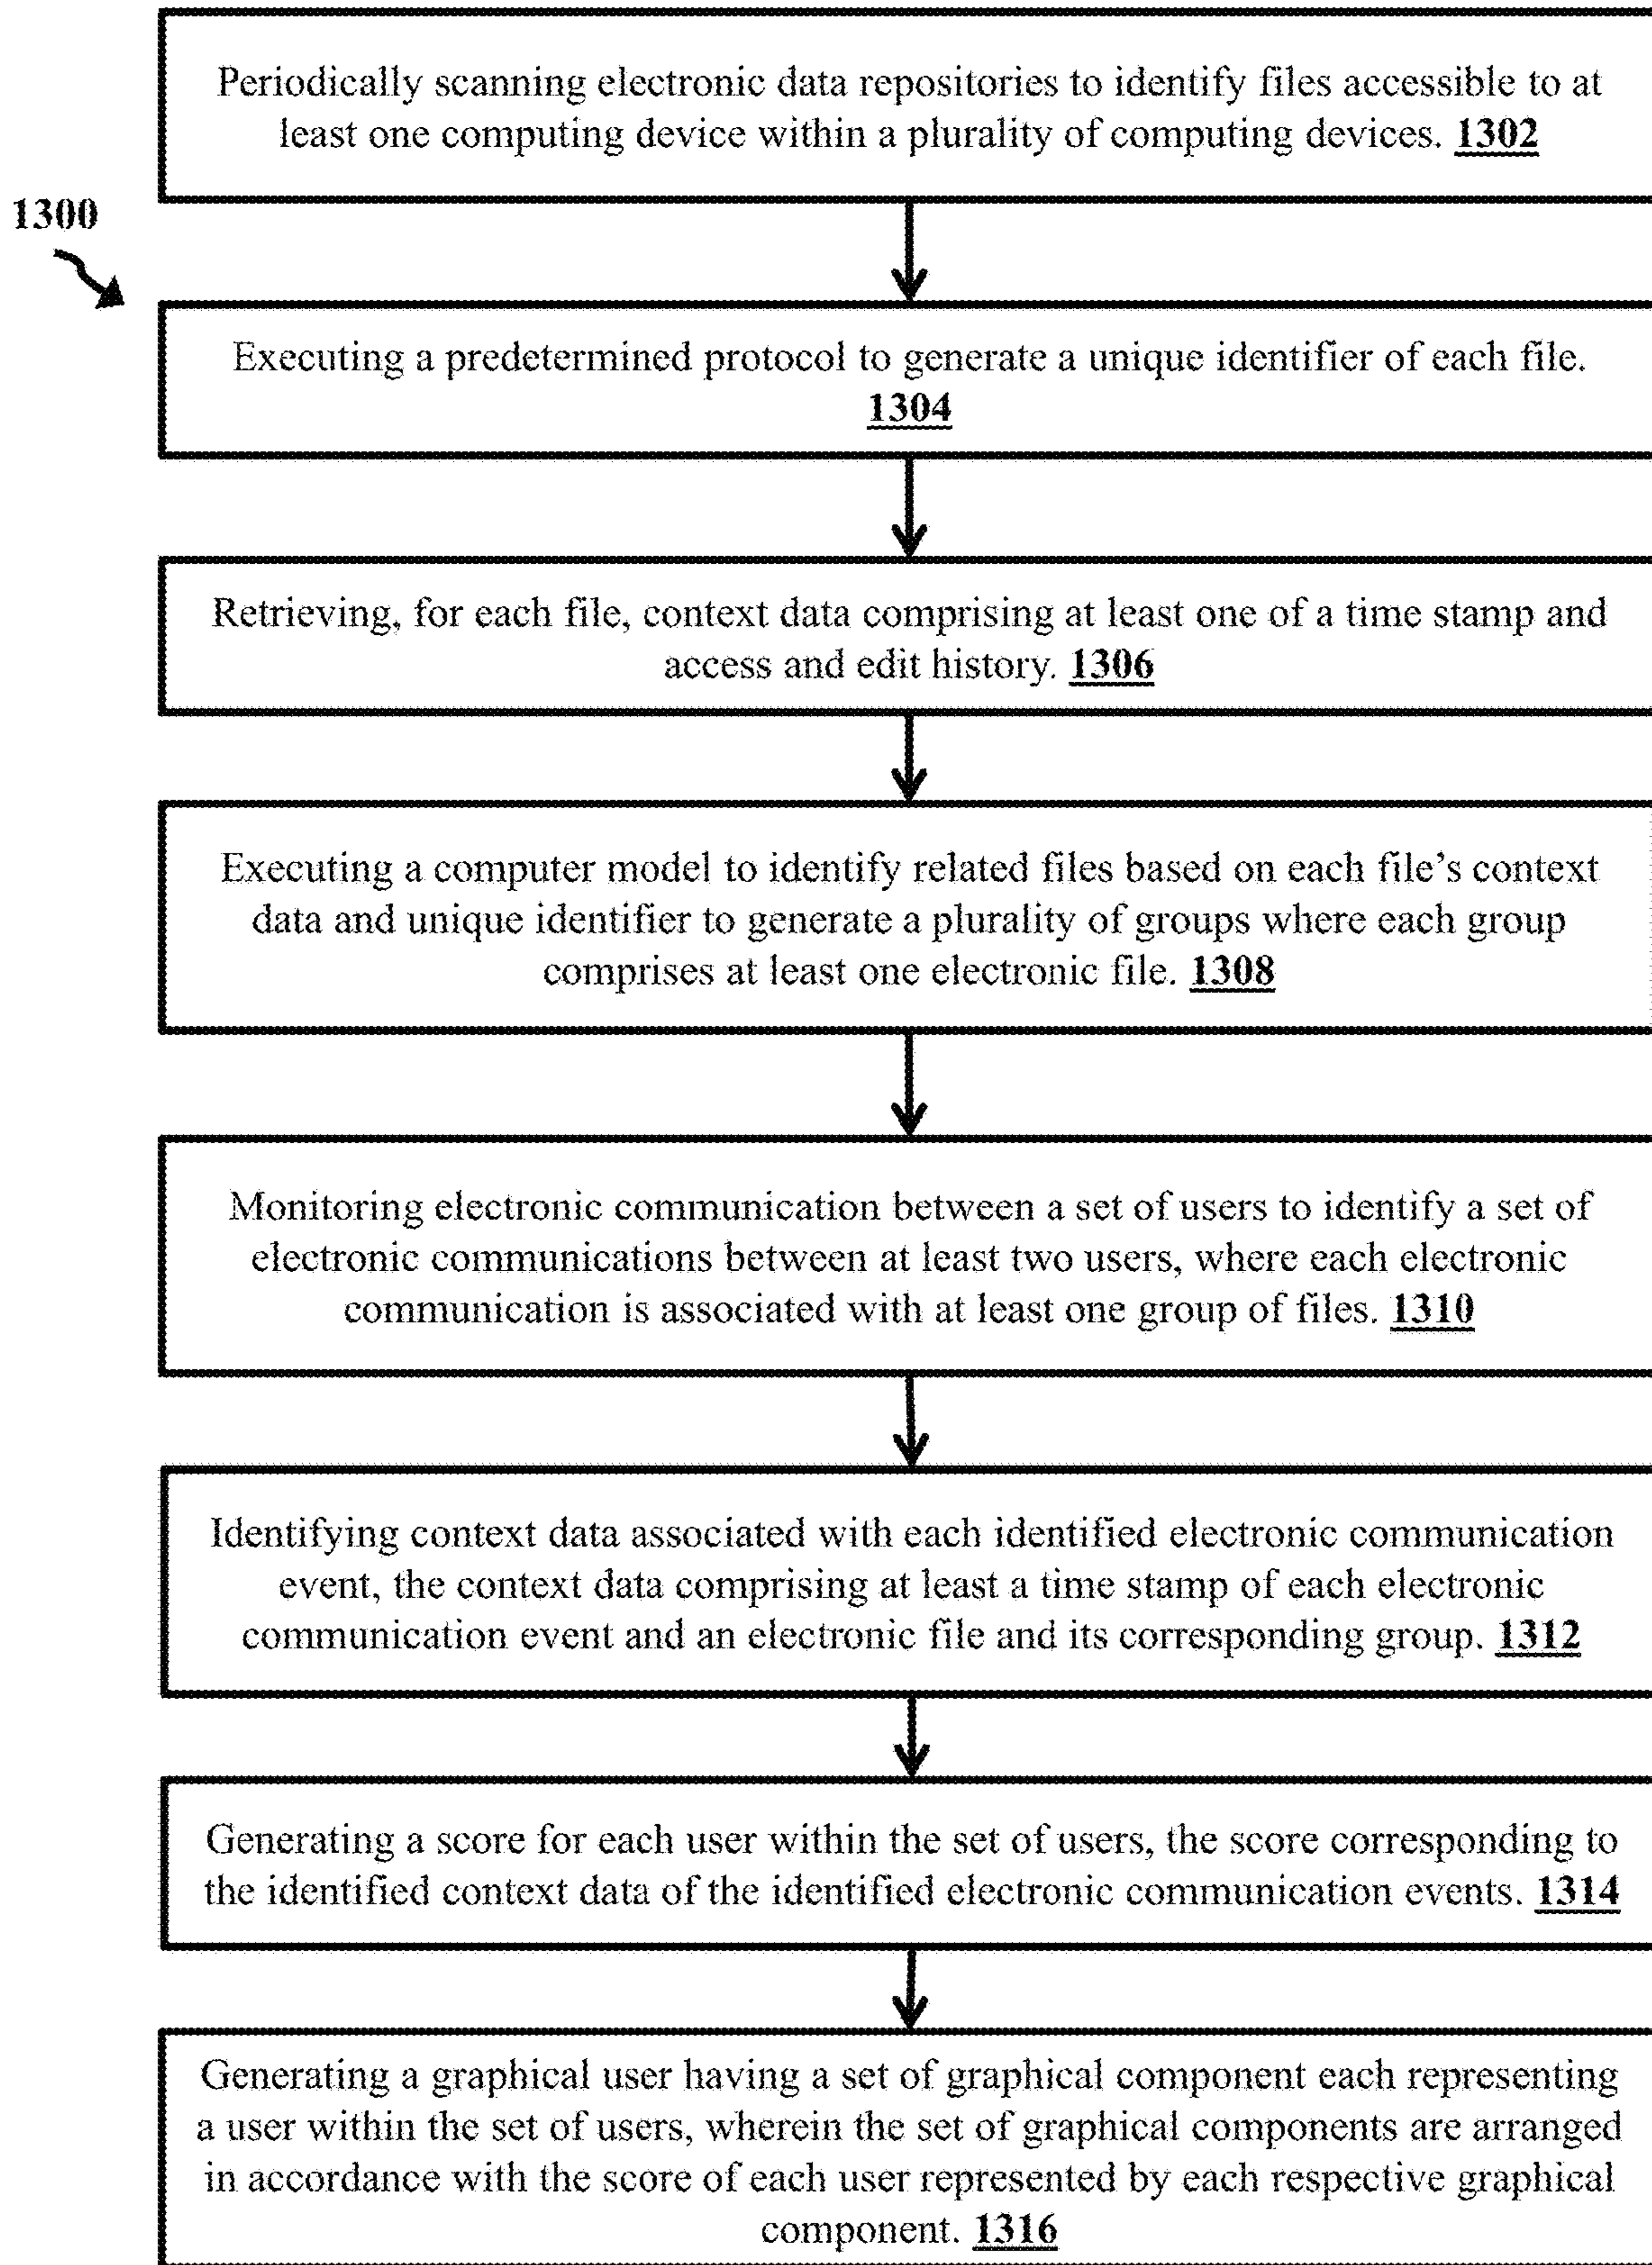 Periodically scanning electronic data repositories to identify files accessible to at
least one computing device within a plurality of computing devices. 1302
1300
Executing a predetermined protocol to generate a unique identifier of each file.
1304
Retrieving, for each file, context data comprising at least one of a time stamp and
access and edit history. 1306
Executing a computer model to identify related files based on each file's context
data and unique identifier to generate a plurality of groups where each group
comprises at least one electronic file. 1308
Monitoring electronic communication between a set of users to identify a set of
electronic communications between at least two users, where each electronic
communication is associated with at least one group of files. 1310
Identifying context data associated with each identified electronic communication
event, the context data comprising at least a time stamp of each electronic
communication event and an electronic file and its corresponding group. 1312
Generating a score for each user within the set of users, the score corresponding to
the identified context data of the identified electronic communication events. 1314
Generating a graphical user having a set of graphical component each representing
a user within the set of users, wherein the set of graphical components are arranged
in accordance with the score of each user represented by each respective graphical
component. 1316